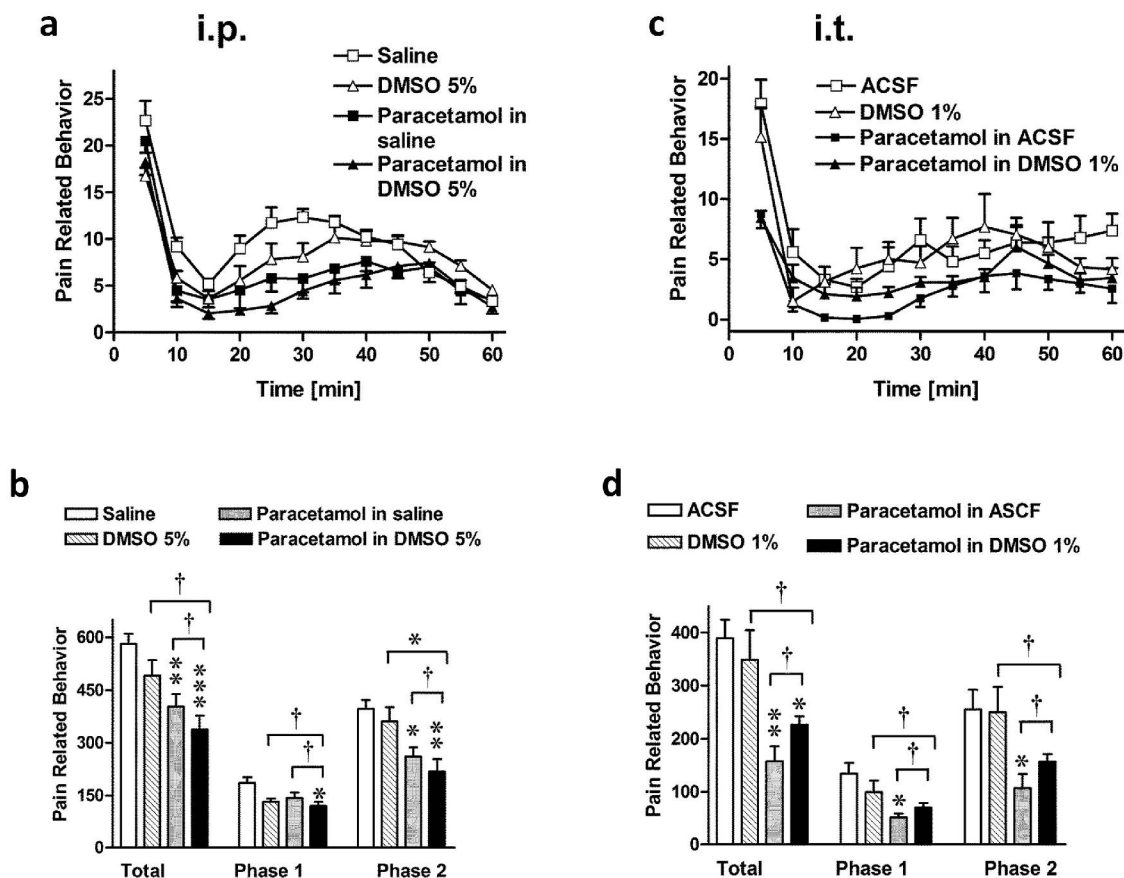 a
i.p.
Saline
DMSO 5%
Paracetamol in
saline
Paracetamol in
DMSO 5%
Pain Related Behavior
25
20
15
10
5
0
0 10 20 30 40 50 60
Time [min]
c
i.t.
ACSF
DMSO 1%
Paracetamol in ACSF
Paracetamol in DMSO 1%
Pain Related Behavior
20
15
10
5
0
0 10 20 30 40 50 60
Time [min]
b
Saline
Paracetamol in saline
DMSO 5%
Paracetamol in DMSO 5%
Pain Related Behavior
600
450
300
150
0
†
†
**
***
†
†
*
*
†
*
**
Total Phase 1 Phase 2
d
ACSF
Paracetamol in ASCF
DMSO 1%
Paracetamol in DMSO 1%
Pain Related Behavior
400
300
200
100
0
†
†
**
*
†
†
*
†
†
*
Total Phase 1 Phase 2